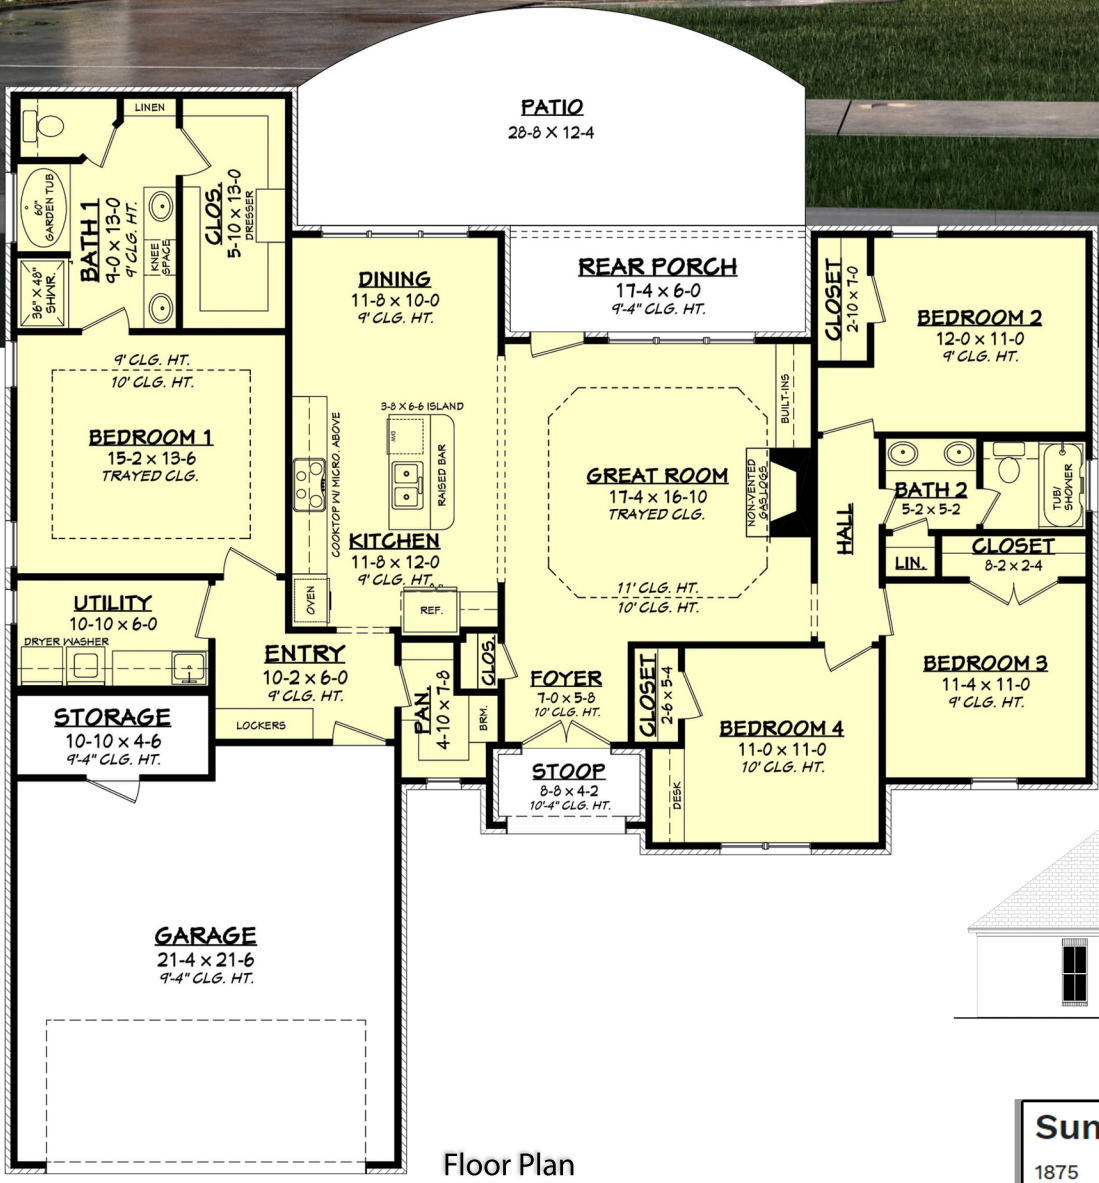 PATIO
28-8 X 12-4
LINEN
60"
GARDEN TUB
BATH 1
9-0 x 13-0
9' CLG. HT.
KNEE
SPACE
36" X 48"
SHWR.
CLOS.
5-10 x 13-0
DRESSER
DINING
11-8 x 10-0
9' CLG. HT.
REAR PORCH
17-4 x 6-0
9'-4" CLG. HT.
CLOSET
2-10 x 7-0
BEDROOM 2
12-0 x 11-0
9' CLG. HT.
9' CLG. HT.
10' CLG. HT.
BEDROOM 1
15-2 x 13-6
TRAYED CLG.
3-8 X 6-6 ISLAND
DW
RAISED BAR
COOKTOP W/ MICRO. ABOVE
KITCHEN
11-8 x 12-0
9' CLG. HT.
OVEN
REF.
BUILT-INS
GREAT ROOM
17-4 x 16-10
TRAYED CLG.
NON-VENTED
GAS LOGS
11' CLG. HT.
10' CLG. HT.
HALL
BATH 2
5-2 x 5-2
TUB/
SHOWER
LIN.
CLOSET
8-2 x 2-4
UTILITY
10-10 x 6-0
DRYER WASHER
ENTRY
10-2 x 6-0
9' CLG. HT.
LOCKERS
CLOS.
PAN.
4-10 x 7-8
BRM.
FOYER
7-0 x 5-8
10' CLG. HT.
CLOSET
2-6 x 5-4
BEDROOM 3
11-4 x 11-0
9' CLG. HT.
BEDROOM 4
11-0 x 11-0
10' CLG. HT.
DESK
STORAGE
10-10 x 4-6
9'-4" CLG. HT.
STOOP
8-8 x 4-2
10'-4" CLG. HT.
GARAGE
21-4 x 21-6
9'-4" CLG. HT.
Floor Plan
Sun
1875